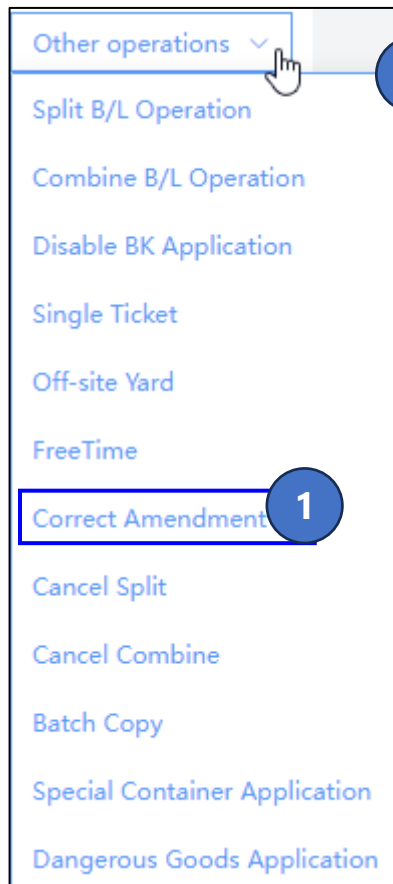 Other operations
Split B/L Operation
Combine B/L Operation
Disable BK Application
Single Ticket
Off-site Yard
FreeTime
Correct Amendment 1
Cancel Split
Cancel Combine
Batch Copy
Special Container Application
Dangerous Goods Application